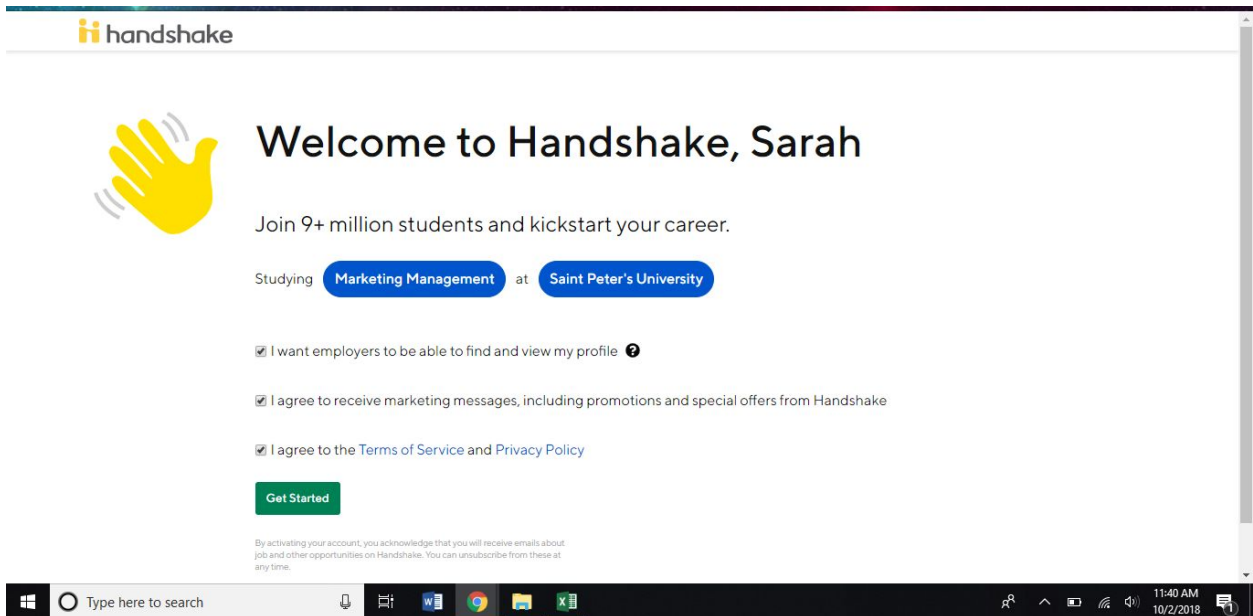 handshake
Welcome to Handshake, Sarah
Join 9+ million students and kickstart your career.
Studying Marketing Management at Saint Peter's University
I want employers to be able to find and view my profile ?
I agree to receive marketing messages, including promotions and special offers from Handshake
I agree to the Terms of Service and Privacy Policy
Get Started
By activating your account, you acknowledge that you will receive emails about
job and other opportunities on Handshake. You can unsubscribe from these at
any time.
Type here to search
11:40 AM
10/2/2018
1